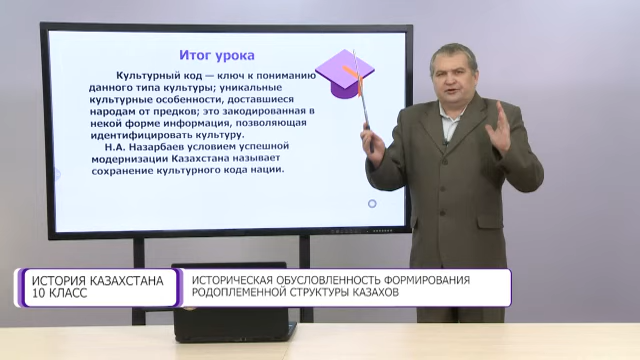 Итог урока
Культурный код — ключ к пониманию
данного типа культуры; уникальные
культурные особенности, доставшиеся
народам от предков; это закодированная в
некой форме информация, позволяющая
идентифицировать культуру.
Н.А. Назарбаев условием успешной
модернизации Казахстана называет
сохранение культурного кода нации.
ИСТОРИЯ КАЗАХСТАНА
10 КЛАСС
ИСТОРИЧЕСКАЯ ОБУСЛОВЛЕННОСТЬ ФОРМИРОВАНИЯ
РОДОПЛЕМЕННОЙ СТРУКТУРЫ КАЗАХОВ